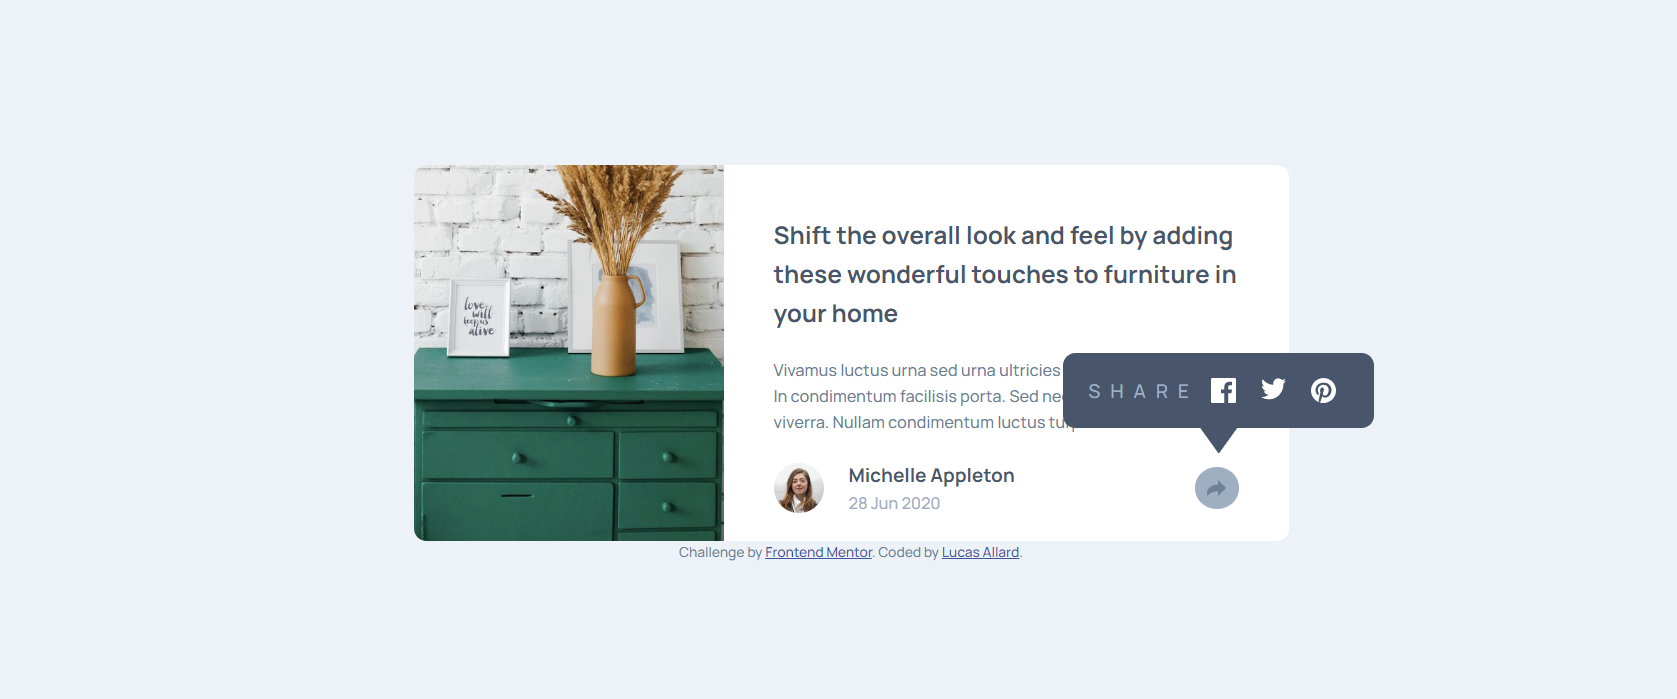 love
will
keep us
alive
Shift the overall look and feel by adding
these wonderful touches to furniture in
your home
Vivamus luctus urna sed urna ultricies
In condimentum facilisis porta. Sed nec
viverra. Nullam condimentum luctus
SHARE
Michelle Appleton
28 Jun 2020
Challenge by Frontend Mentor. Coded by Lucas Allard.